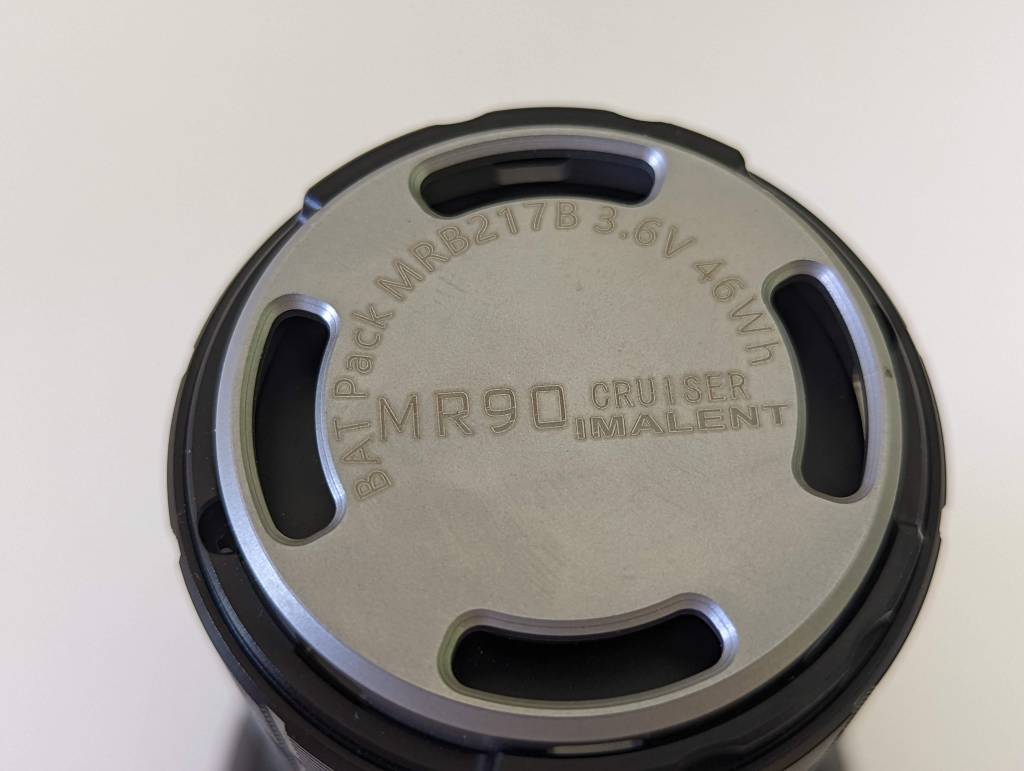 BAT Pack MRB217B 3.6V 46Wh
MR90 CRUISER
IMALENT